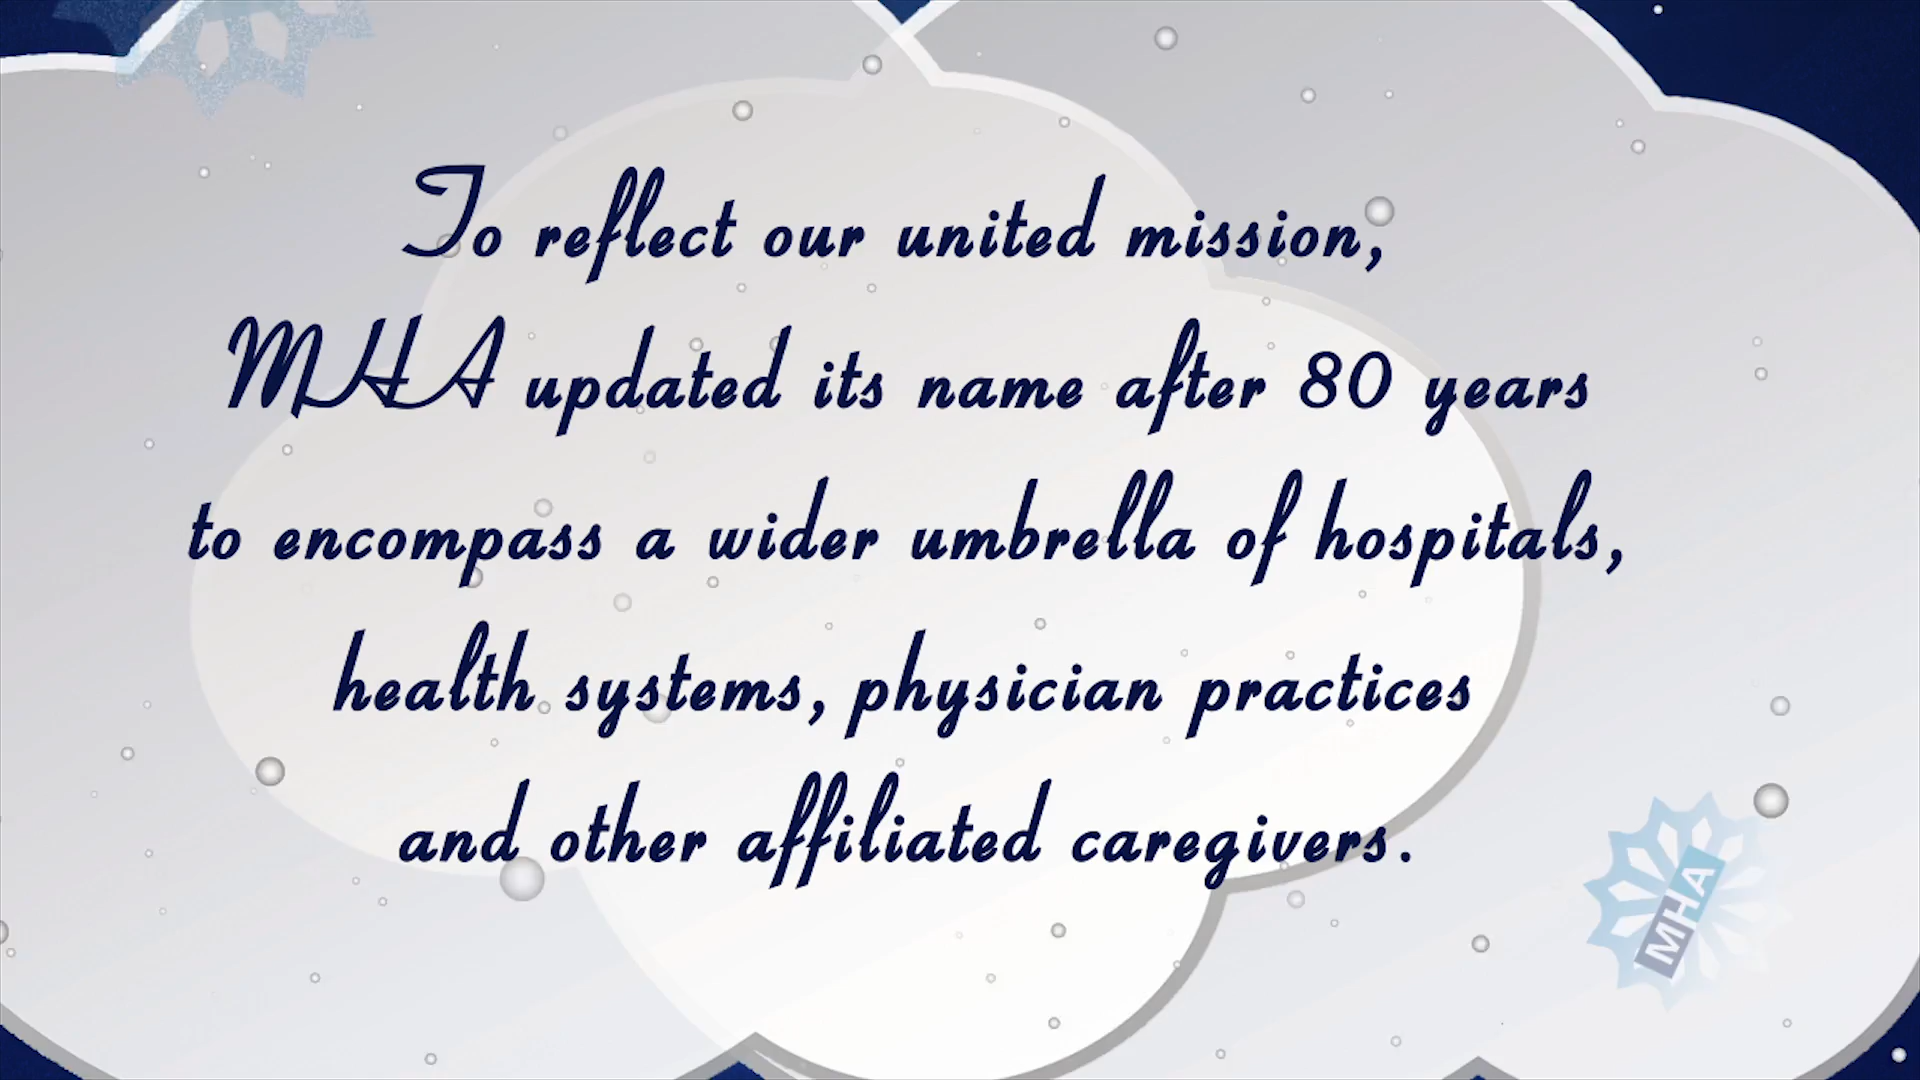 To reflect our united mission,
MHA updated its name after 80 years
to encompass a wider umbrella of hospitals,
health systems, physician practices
and other affiliated caregivers.
MHA